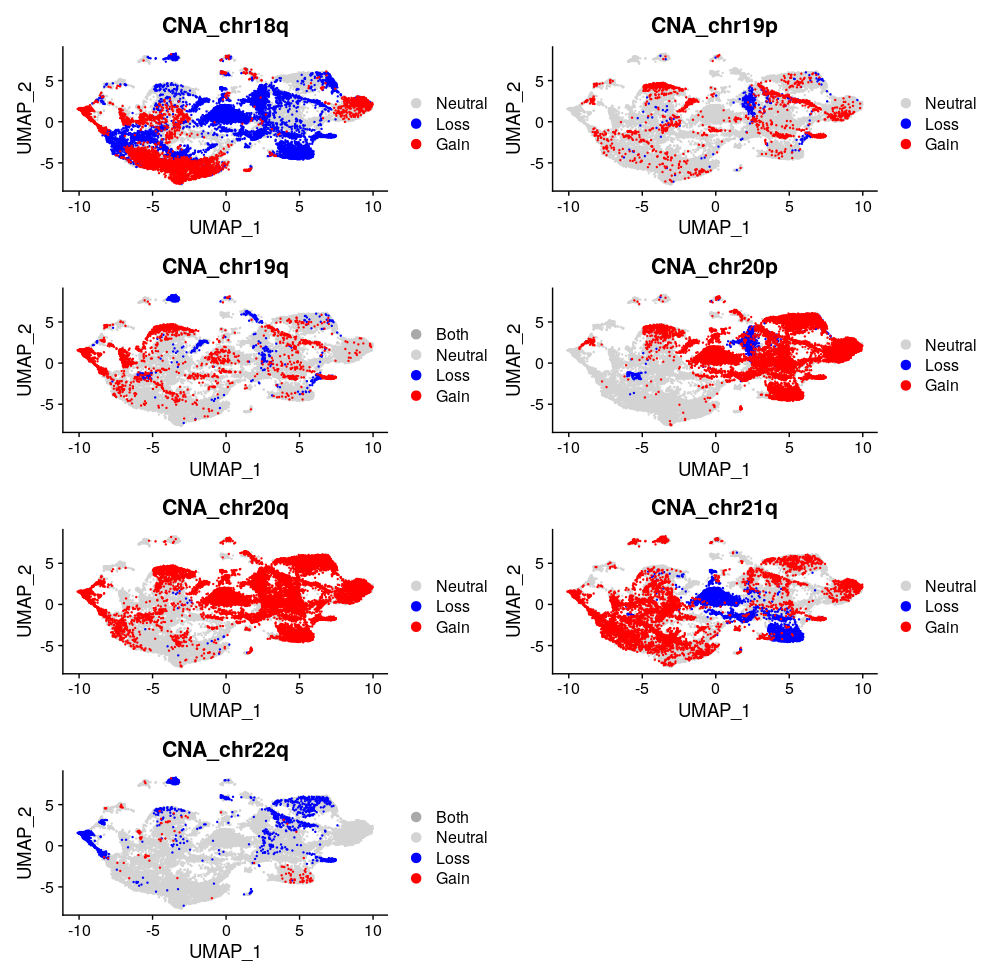 CNA_chr18q
UMAP_2
5
0
-5
-10 -5 0 5 10
UMAP_1
Neutral
Loss
Gain
CNA_chr19p
UMAP_2
5
0
-5
-10 -5 0 5 10
UMAP_1
Neutral
Loss
Gain
CNA_chr19q
UMAP_2
5
0
-5
-10 -5 0 5 10
UMAP_1
Both
Neutral
Loss
Gain
CNA_chr20p
UMAP_2
5
0
-5
-10 -5 0 5 10
UMAP_1
Neutral
Loss
Gain
CNA_chr20q
UMAP_2
5
0
-5
-10 -5 0 5 10
UMAP_1
Neutral
Loss
Gain
CNA_chr21q
UMAP_2
5
0
-5
-10 -5 0 5 10
UMAP_1
Neutral
Loss
Gain
CNA_chr22q
UMAP_2
5
0
-5
-10 -5 0 5 10
UMAP_1
Both
Neutral
Loss
Gain